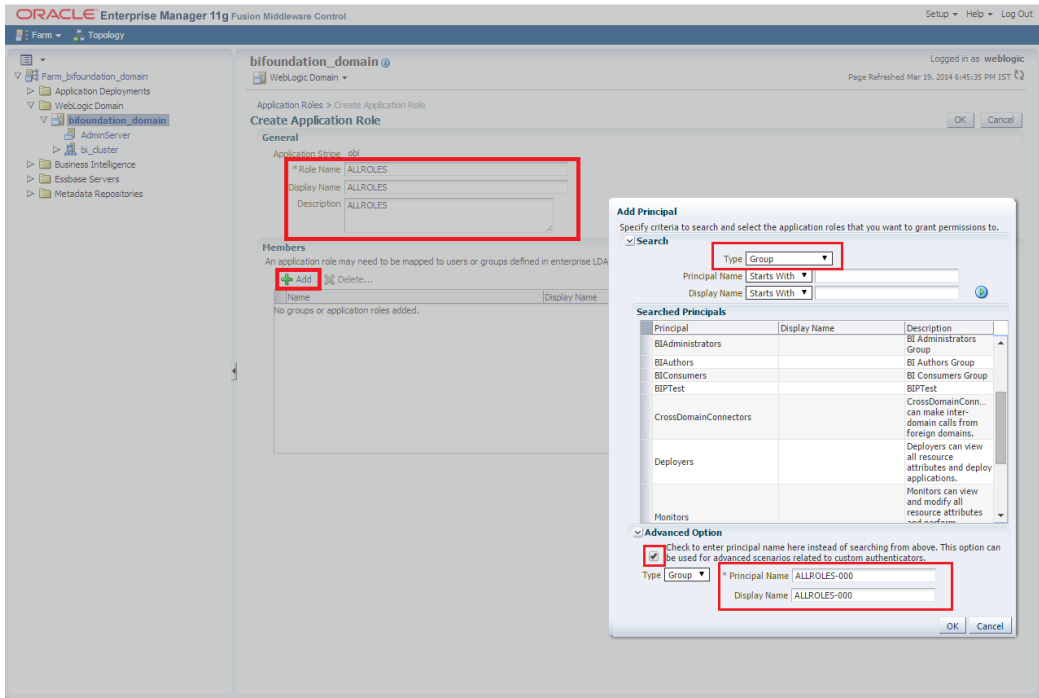 ORACLE Enterprise Manager 11g Fusion Middleware Control
Setup Help Log Out
Farm Topology
Farm_bifoundation_domain
Application Deployments
WebLogic Domain
bifoundation_domain
AdminServer
bi_cluster
Business Intelligence
Essbase Servers
Metadata Repositories
bifoundation_domain
Logged in as weblogic
WebLogic Domain
Page Refreshed Mar 19, 2014 6:45:35 PM IST
Application Roles > Create Application Role
Create Application Role
OK Cancel
General
Application Stripe obi
* Role Name ALLROLES
Display Name ALLROLES
Description ALLROLES
Members
An application role may need to be mapped to users or groups defined in enterprise LDA
Add Delete...
Name Display Name
No groups or application roles added.
Add Principal
Specify criteria to search and select the application roles that you want to grant permissions to.
Search
Type Group
Principal Name Starts With
Display Name Starts With
Searched Principals
Principal Display Name Description
BIAdministrators BI Administrators
Group
BIAuthors BI Authors Group
BIConsumers BI Consumers Group
BIPTest BIPTest
CrossDomainConnectors CrossDomainConn...
can make inter-
domain calls from
foreign domains.
Deployers Deployers can view
all resource
attributes and deploy
applications.
Monitors Monitors can view
and modify all
resource attributes
and perform
Advanced Option
Check to enter principal name here instead of searching from above. This option can
be used for advanced scenarios related to custom authenticators.
Type Group * Principal Name ALLROLES-000
Display Name ALLROLES-000
OK Cancel